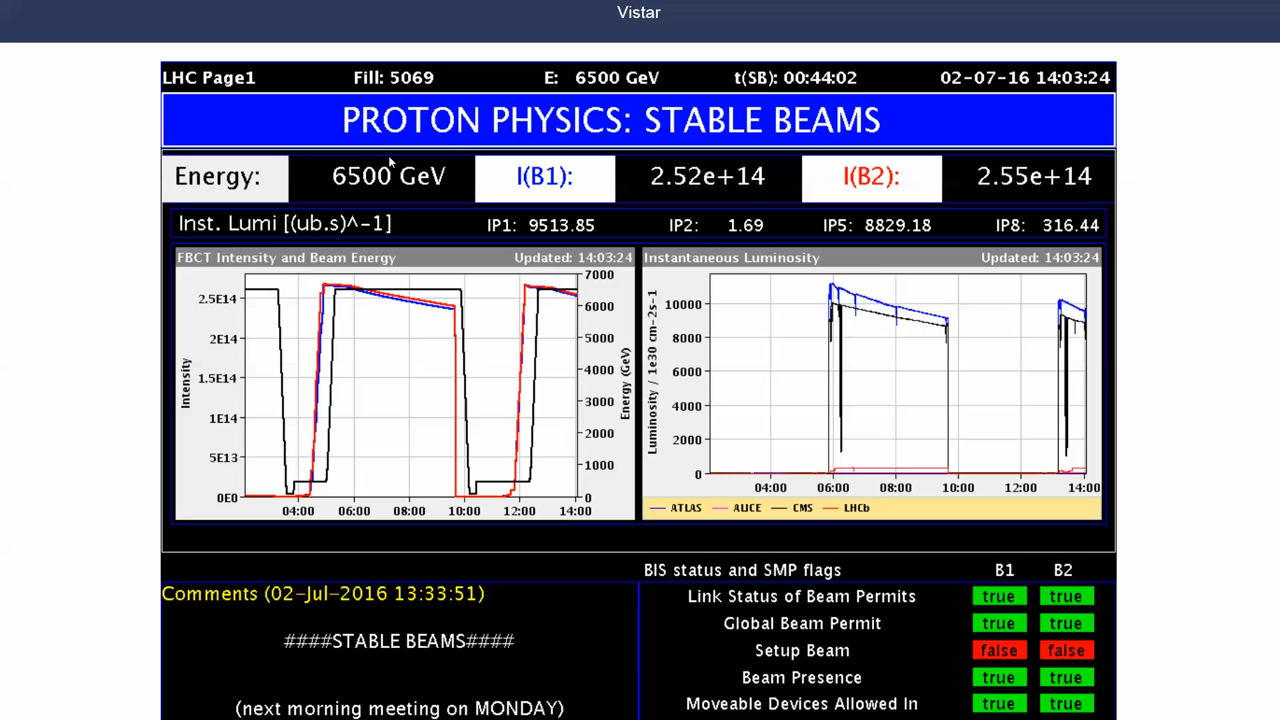 Vistar
LHC Page1 Fill: 5069 E: 6500 GeV t(SB): 00:44:02 02-07-16 14:03:24
PROTON PHYSICS: STABLE BEAMS
Energy: 6500 GeV I(B1): 2.52e+14 I(B2): 2.55e+14
Inst. Lumi [(ub.s)^-1] IP1: 9513.85 IP2: 1.69 IP5: 8829.18 IP8: 316.44
FBCT Intensity and Beam Energy Updated: 14:03:24
Intensity
2.5E14
2E14
1.5E14
1E14
5E13
0E0
7000
6000
5000
4000
3000
2000
1000
0
Energy (GeV)
04:00 06:00 08:00 10:00 12:00 14:00
Instantaneous Luminosity Updated: 14:03:24
Luminosity / 1e30 cm-2s-1
10000
8000
6000
4000
2000
0
04:00 06:00 08:00 10:00 12:00 14:00
ATLAS ALICE CMS LHCb
Comments (02-Jul-2016 13:33:51)
####STABLE BEAMS####
(next morning meeting on MONDAY)
BIS status and SMP flags B1 B2
Link Status of Beam Permits true true
Global Beam Permit true true
Setup Beam false false
Beam Presence true true
Moveable Devices Allowed In true true